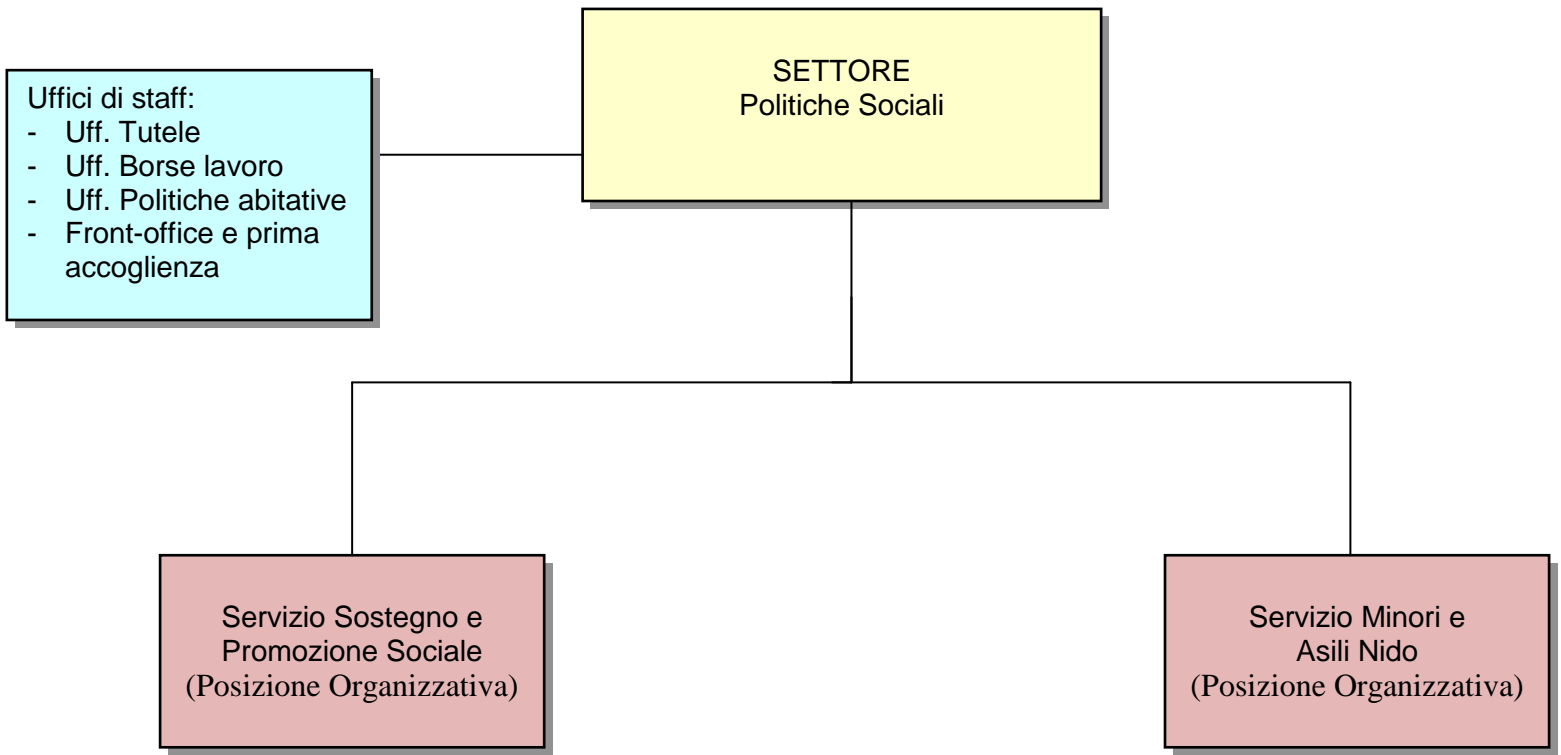 SETTORE
Politiche Sociali
Uffici di staff:
- Uff. Tutele
- Uff. Borse lavoro
- Uff. Politiche abitative
- Front-office e prima
accoglienza
Servizio Sostegno e
Promozione Sociale
(Posizione Organizzativa)
Servizio Minori e
Asili Nido
(Posizione Organizzativa)